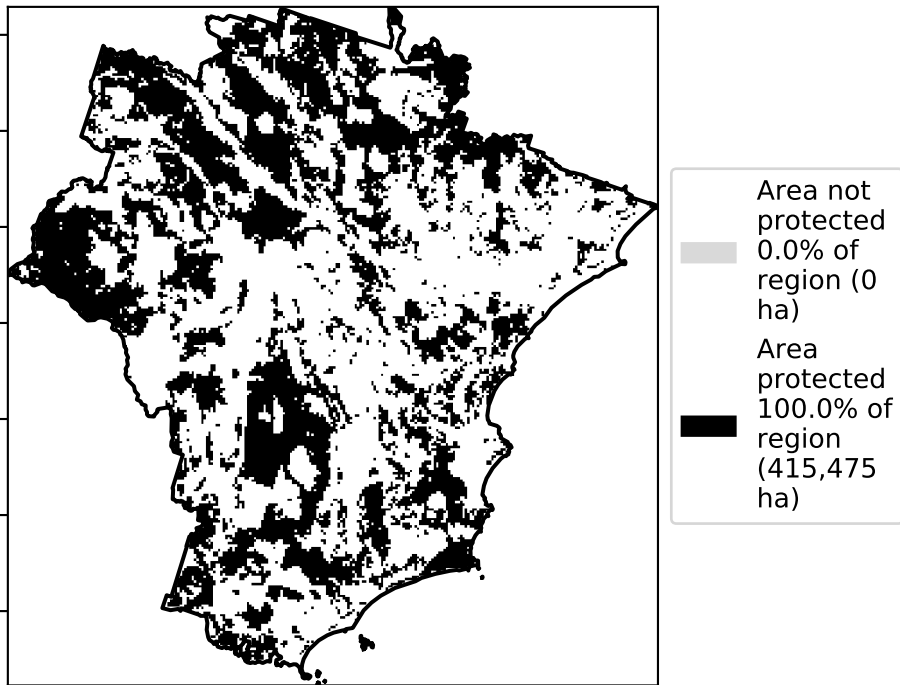 Area not
protected
0.0% of
region (0
ha)
Area
protected
100.0% of
region
(415,475
ha)